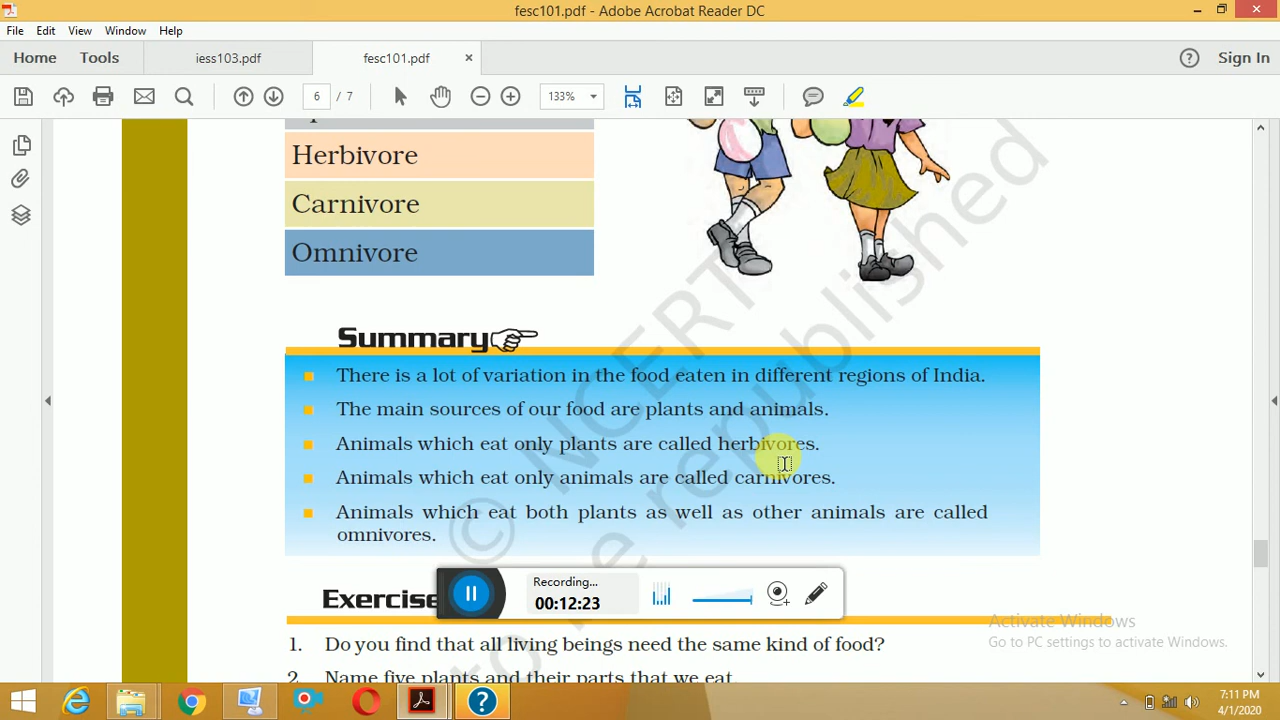 fesc101.pdf - Adobe Acrobat Reader DC
File Edit View Window Help
Home Tools iess103.pdf fesc101.pdf × Sign In
6 / 7 133%
Herbivore
Carnivore
Omnivore
Summary
There is a lot of variation in the food eaten in different regions of India.
The main sources of our food are plants and animals.
Animals which eat only plants are called herbivores.
Animals which eat only animals are called carnivores.
Animals which eat both plants as well as other animals are called
omnivores.
© NCERT
to be republished
Recording...
00:12:23
Exercise
Activate Windows
Go to PC settings to activate Windows.
1. Do you find that all living beings need the same kind of food?
2. Name five plants and their parts that we eat
7:11 PM
4/1/2020